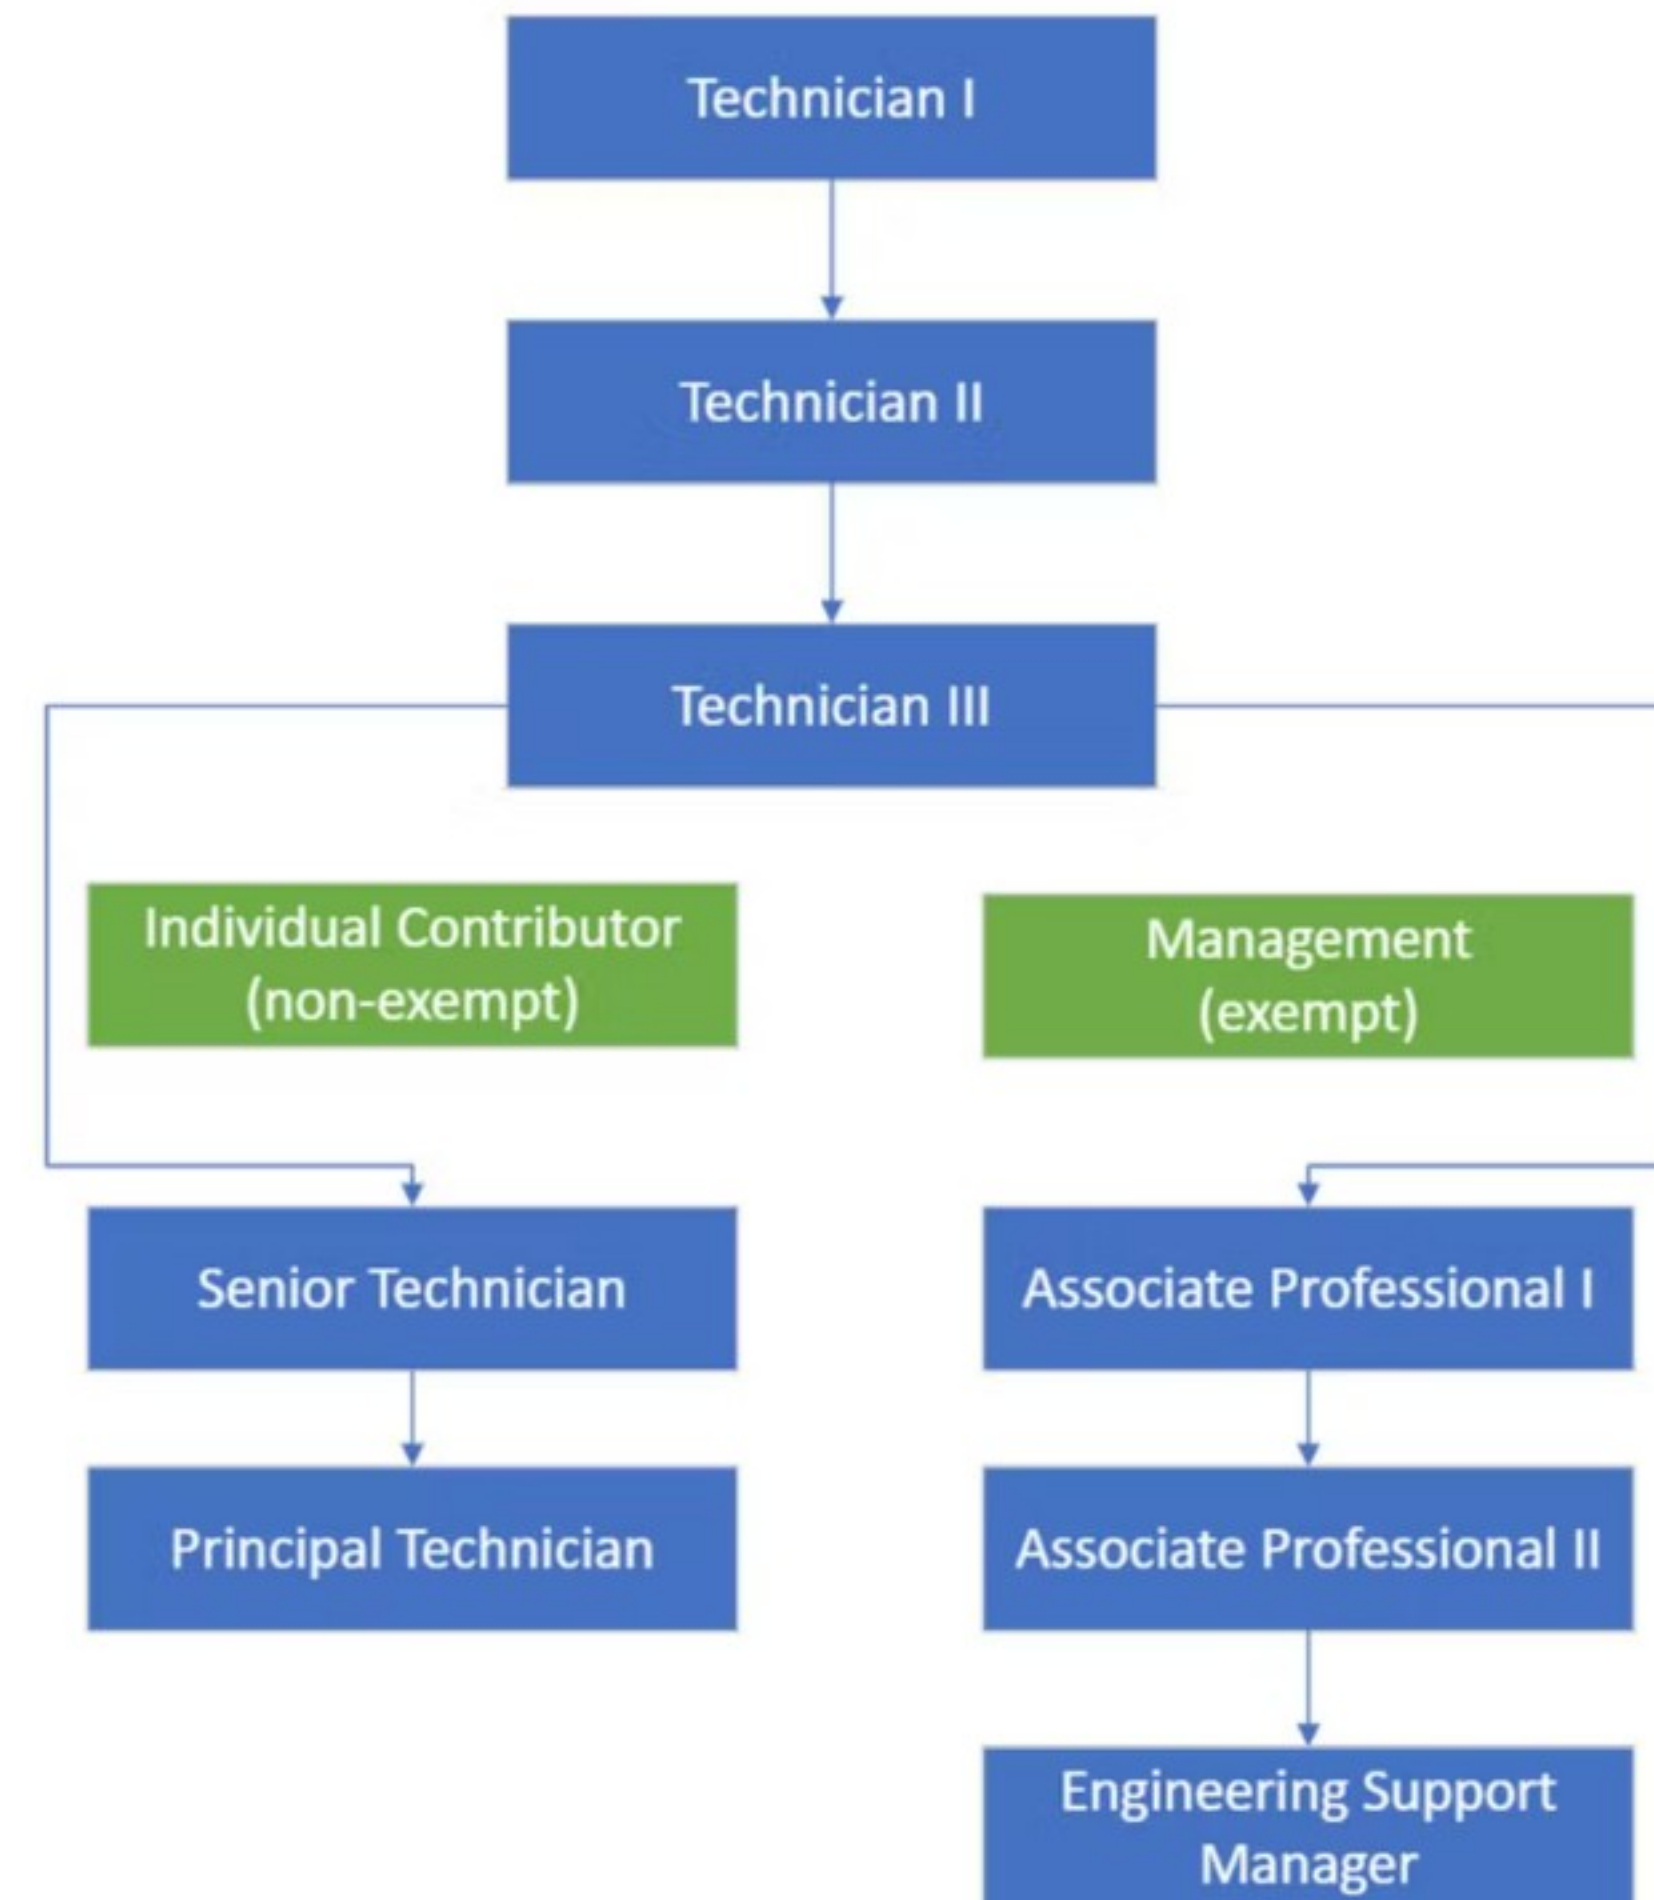 Technician I
Technician II
Technician III
Individual Contributor
(non-exempt)
Management
(exempt)
Senior Technician
Associate Professional I
Principal Technician
Associate Professional II
Engineering Support
Manager